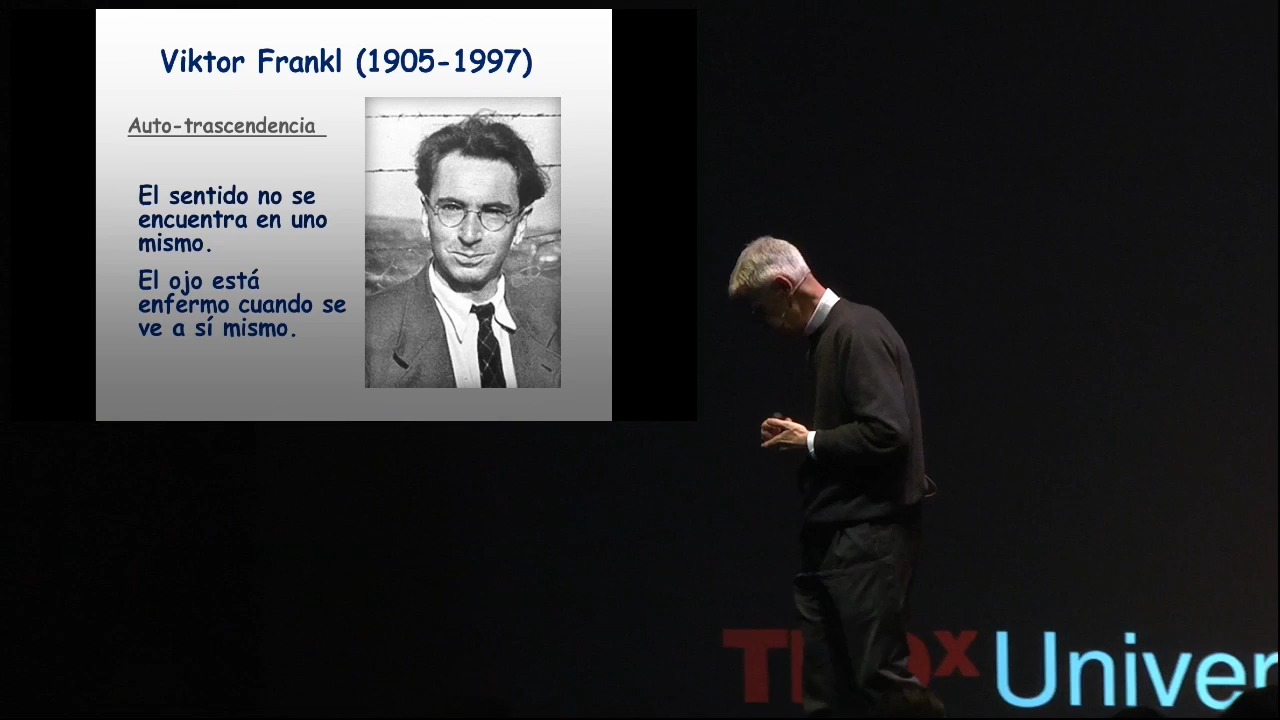 Viktor Frankl (1905-1997)
Auto-trascendencia
El sentido no se
encuentra en uno
mismo.
El ojo está
enfermo cuando se
ve a sí mismo.
Univer